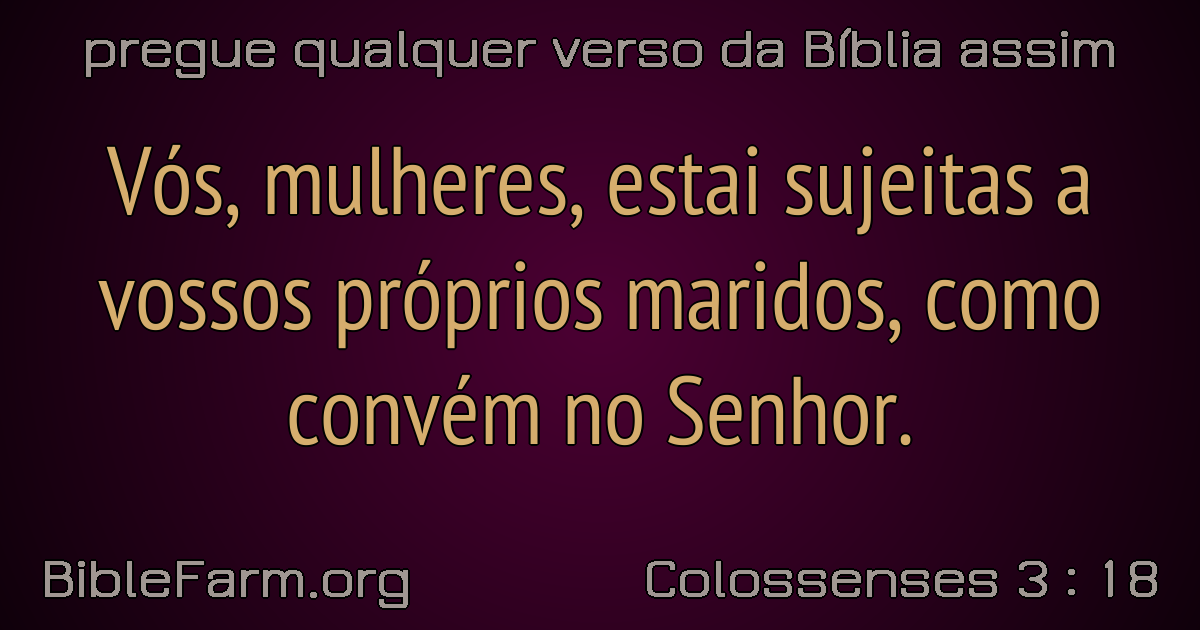 pregue qualquer verso da Bíblia assim
Vós, mulheres, estai sujeitas a
vossos próprios maridos, como
convém no Senhor.
BibleFarm.org
Colossenses 3 : 18